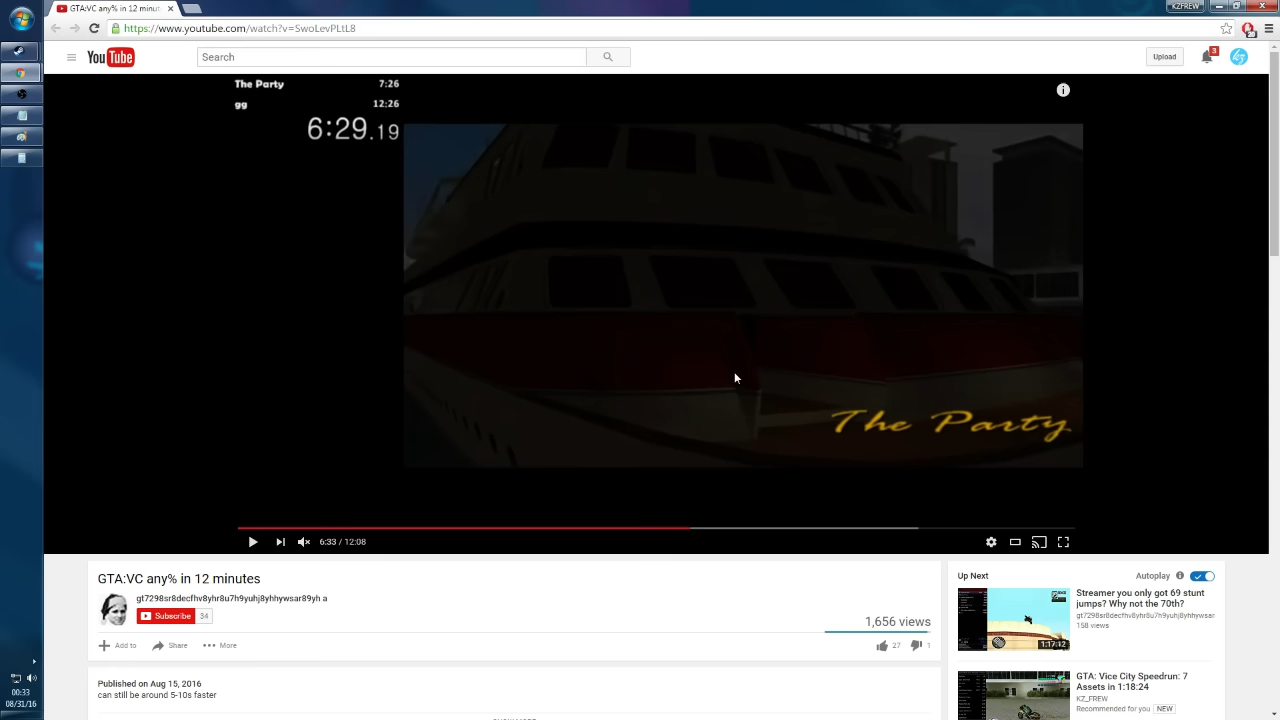 GTA:VC any% in 12 minute
KZFREW
https://www.youtube.com/watch?v=SwoLevPLtL8
YouTube
Search
Upload
3
The Party 7:26
gg 12:26
6:29.19
The Party
6:33 / 12:08
GTA:VC any% in 12 minutes
gt7298sr8decfhv8yhr8u7h9yuhj8yhhywsar89yh a
Subscribe 34
1,656 views
Add to Share More
27 1
Published on Aug 15, 2016
can still be around 5-10s faster
Up Next
Autoplay
Streamer you only got 69 stunt
jumps? Why not the 70th?
gt7298sr8decfhv8yhr8u7h9yuhj8yhhywsar
158 views
1:17:12
GTA: Vice City Speedrun: 7
Assets in 1:18:24
KZ_FREW
Recommended for you NEW
00:33
08/31/16